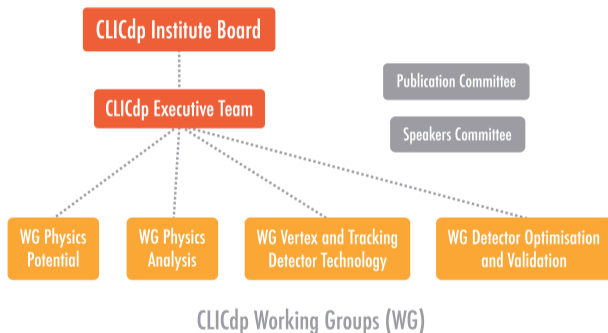 CLICdp Institute Board
CLICdp Executive Team
Publication Committee
Speakers Committee
WG Physics
Potential
WG Physics
Analysis
WG Vertex and Tracking
Detector Technology
WG Detector Optimisation
and Validation
CLICdp Working Groups (WG)